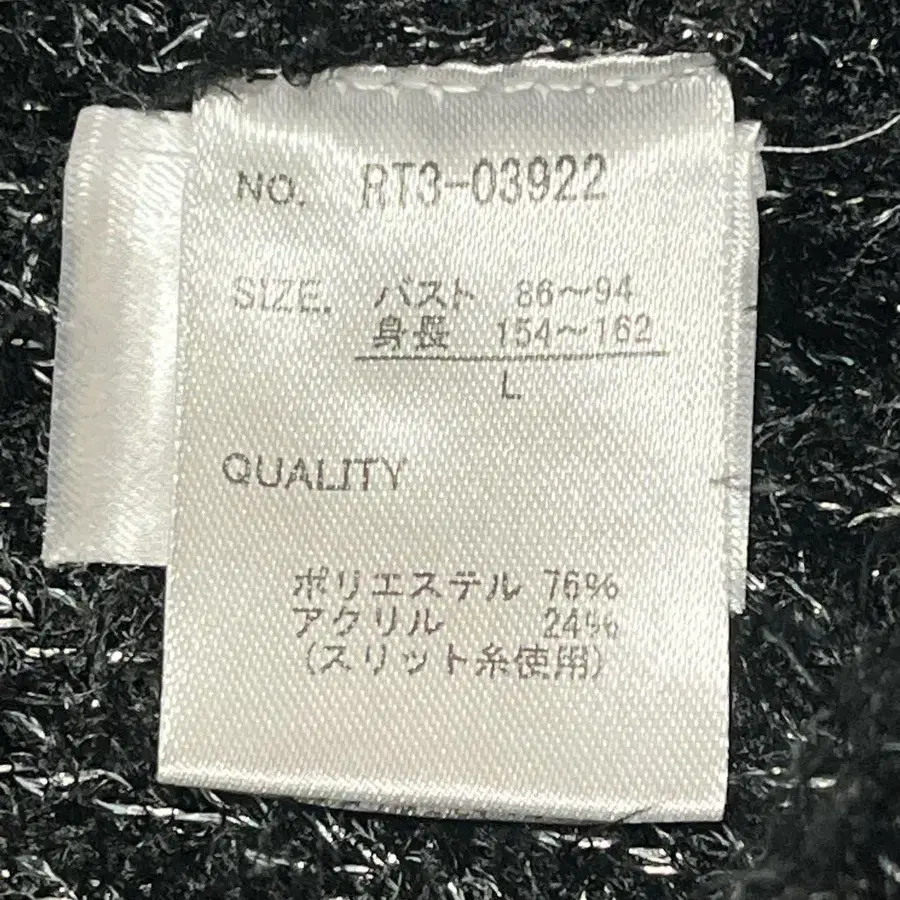 NO. RT3-03922
SIZE. バスト 86〜94
身長 154〜162
L
QUALITY
ポリエステル 76%
アクリル 24%
(スリット糸使用)